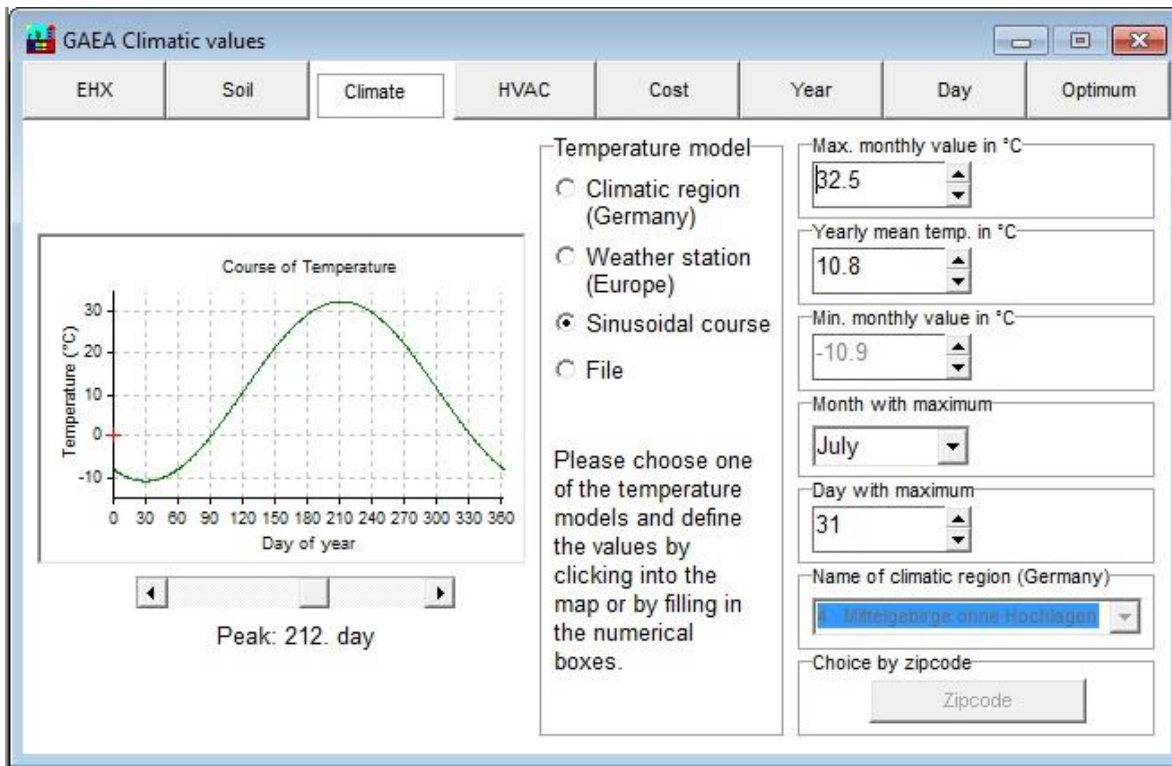 GAEA Climatic values
EHX
Soil
Climate
HVAC
Cost
Year
Day
Optimum
Course of Temperature
Temperature (°C)
30
20
10
0
-10
0 30 60 90 120 150 180 210 240 270 300 330 360
Day of year
Peak: 212. day
Temperature model
Climatic region
(Germany)
Weather station
(Europe)
Sinusoidal course
File
Please choose one
of the temperature
models and define
the values by
clicking into the
map or by filling in
the numerical
boxes.
Max. monthly value in °C
32.5
Yearly mean temp. in °C
10.8
Min. monthly value in °C
-10.9
Month with maximum
July
Day with maximum
31
Name of climatic region (Germany)
4 Mittelgebirge ohne Hochlagen
Choice by zipcode
Zipcode